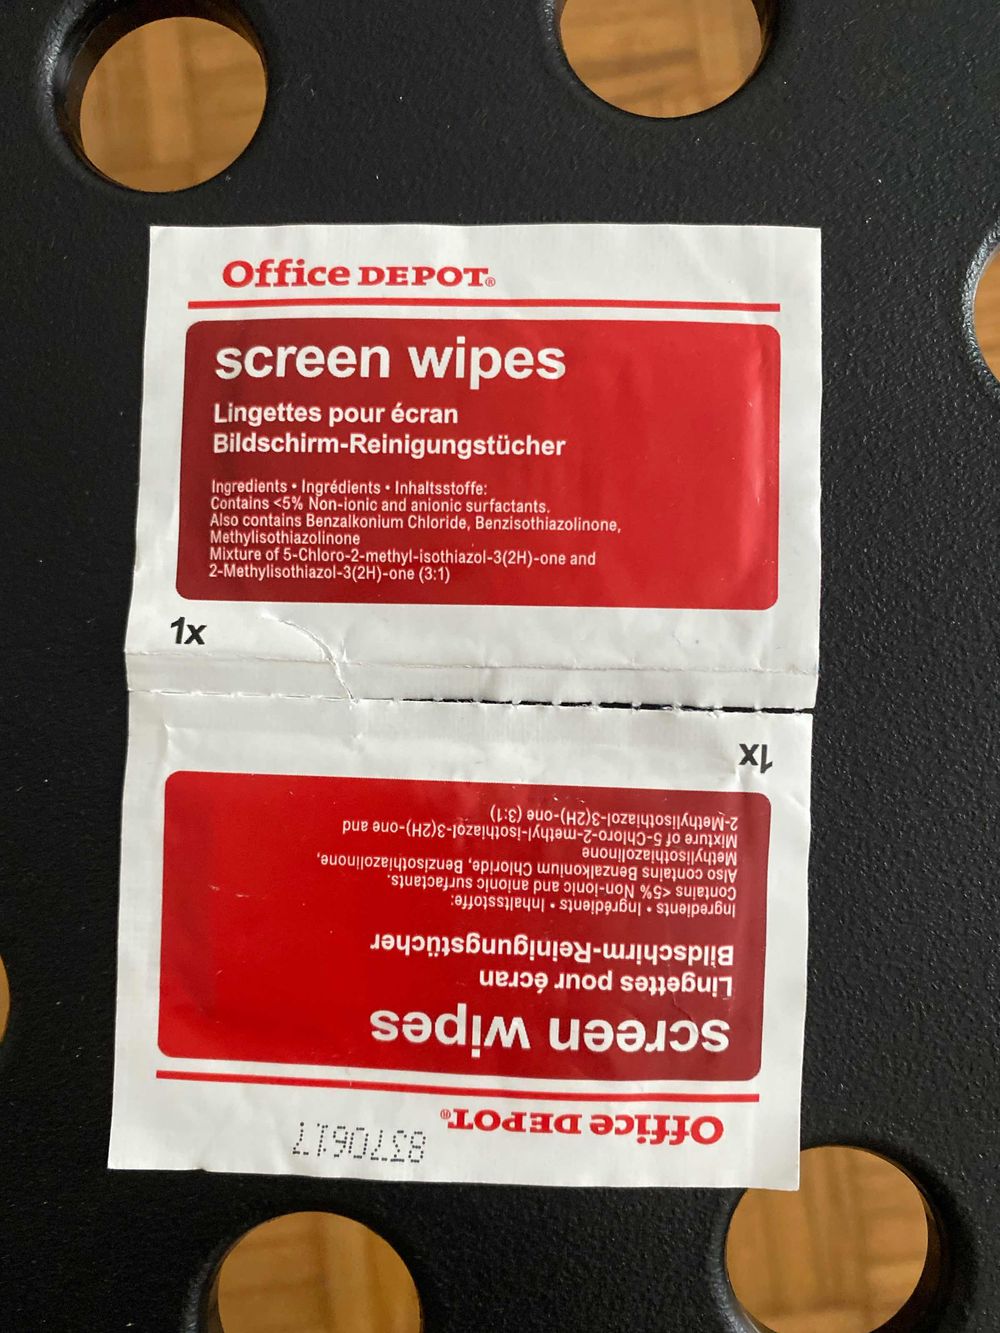 Office DEPOT®
screen wipes
Lingettes pour écran
Bildschirm-Reinigungstücher
Ingredients • Ingrédients • Inhaltsstoffe:
Contains <5% Non-ionic and anionic surfactants.
Also contains Benzalkonium Chloride, Benzisothiazolinone,
Methylisothiazolinone
Mixture of 5-Chloro-2-methyl-isothiazol-3(2H)-one and
2-Methylisothiazol-3(2H)-one (3:1)
1x
Office DEPOT®
screen wipes
Lingettes pour écran
Bildschirm-Reinigungstücher
Ingredients • Ingrédients • Inhaltsstoffe:
Contains <5% Non-ionic and anionic surfactants.
Also contains Benzalkonium Chloride, Benzisothiazolinone,
Methylisothiazolinone
Mixture of 5-Chloro-2-methyl-isothiazol-3(2H)-one and
2-Methylisothiazol-3(2H)-one (3:1)
1x